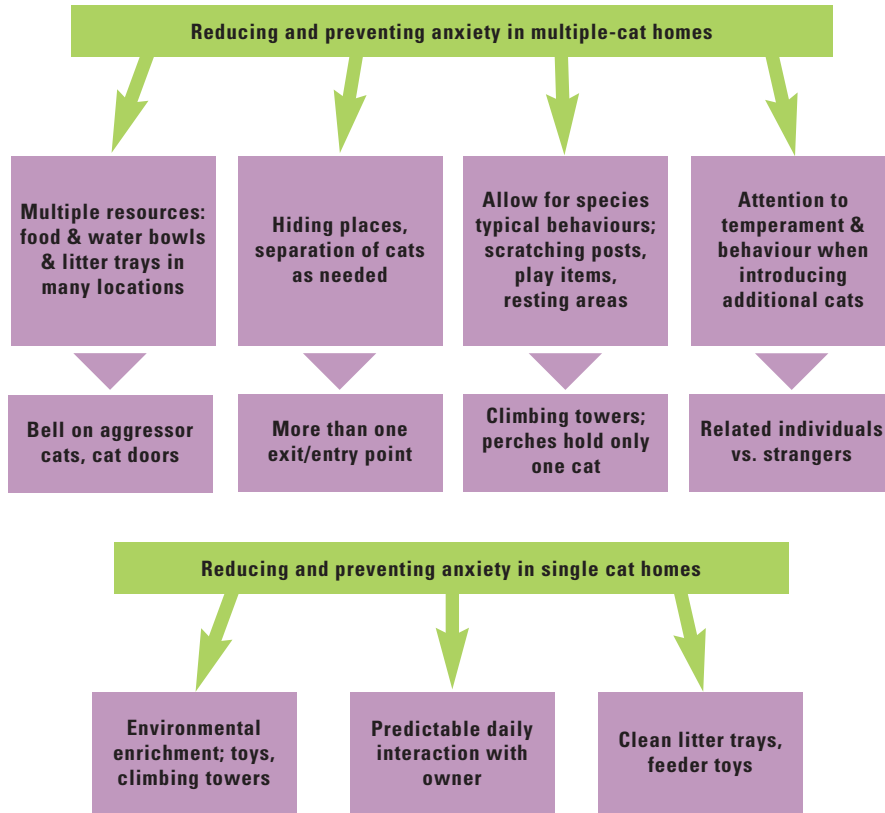 Reducing and preventing anxiety in multiple-cat homes
Multiple resources:
food & water bowls
& litter trays in
many locations
Hiding places,
separation of cats
as needed
Allow for species
typical behaviours;
scratching posts,
play items,
resting areas
Attention to
temperament &
behaviour when
introducing
additional cats
Bell on aggressor
cats, cat doors
More than one
exit/entry point
Climbing towers;
perches hold only
one cat
Related individuals
vs. strangers
Reducing and preventing anxiety in single cat homes
Environmental
enrichment; toys,
climbing towers
Predictable daily
interaction with
owner
Clean litter trays,
feeder toys